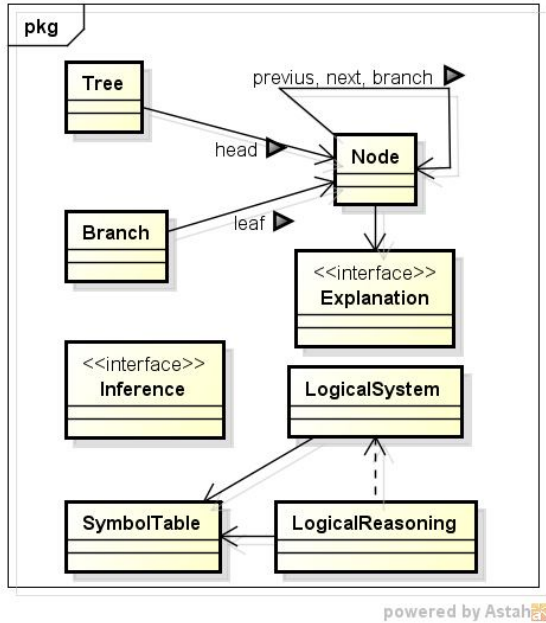 pkg
Tree
previus, next, branch
head
Node
Branch
leaf
<<interface>>
Explanation
<<interface>>
Inference
LogicalSystem
SymbolTable
LogicalReasoning
powered by Astah